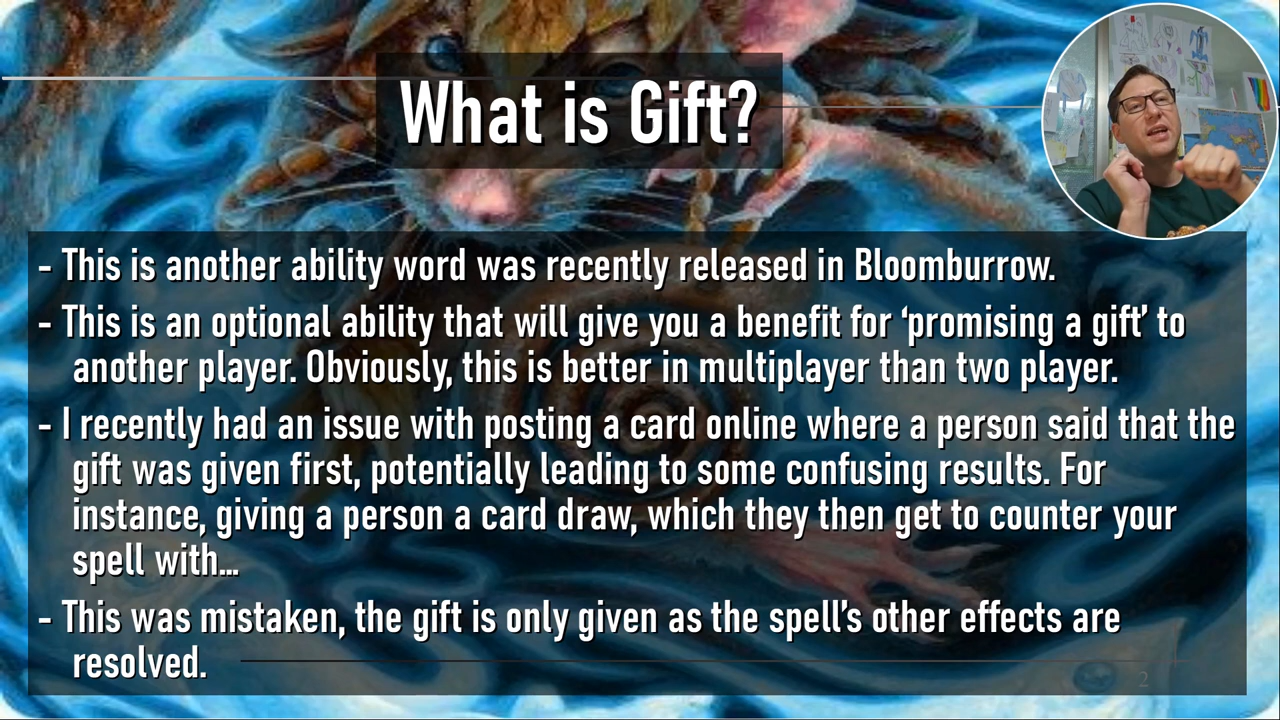 What is Gift?
- This is another ability word was recently released in Bloomburrow.
- This is an optional ability that will give you a benefit for ‘promising a gift’ to
another player. Obviously, this is better in multiplayer than two player.
- I recently had an issue with posting a card online where a person said that the
gift was given first, potentially leading to some confusing results. For
instance, giving a person a card draw, which they then get to counter your
spell with...
- This was mistaken, the gift is only given as the spell’s other effects are
resolved.
2